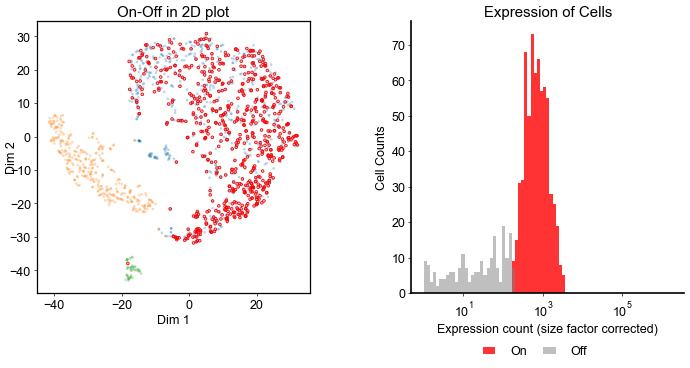 On-Off in 2D plot
30
20
10
0
−10
−20
−30
−40
Dim 2
−40 −20 0 20
Dim 1
Expression of Cells
70
60
50
40
30
20
10
0
Cell Counts
10^1 10^3 10^5
Expression count (size factor corrected)
On Off